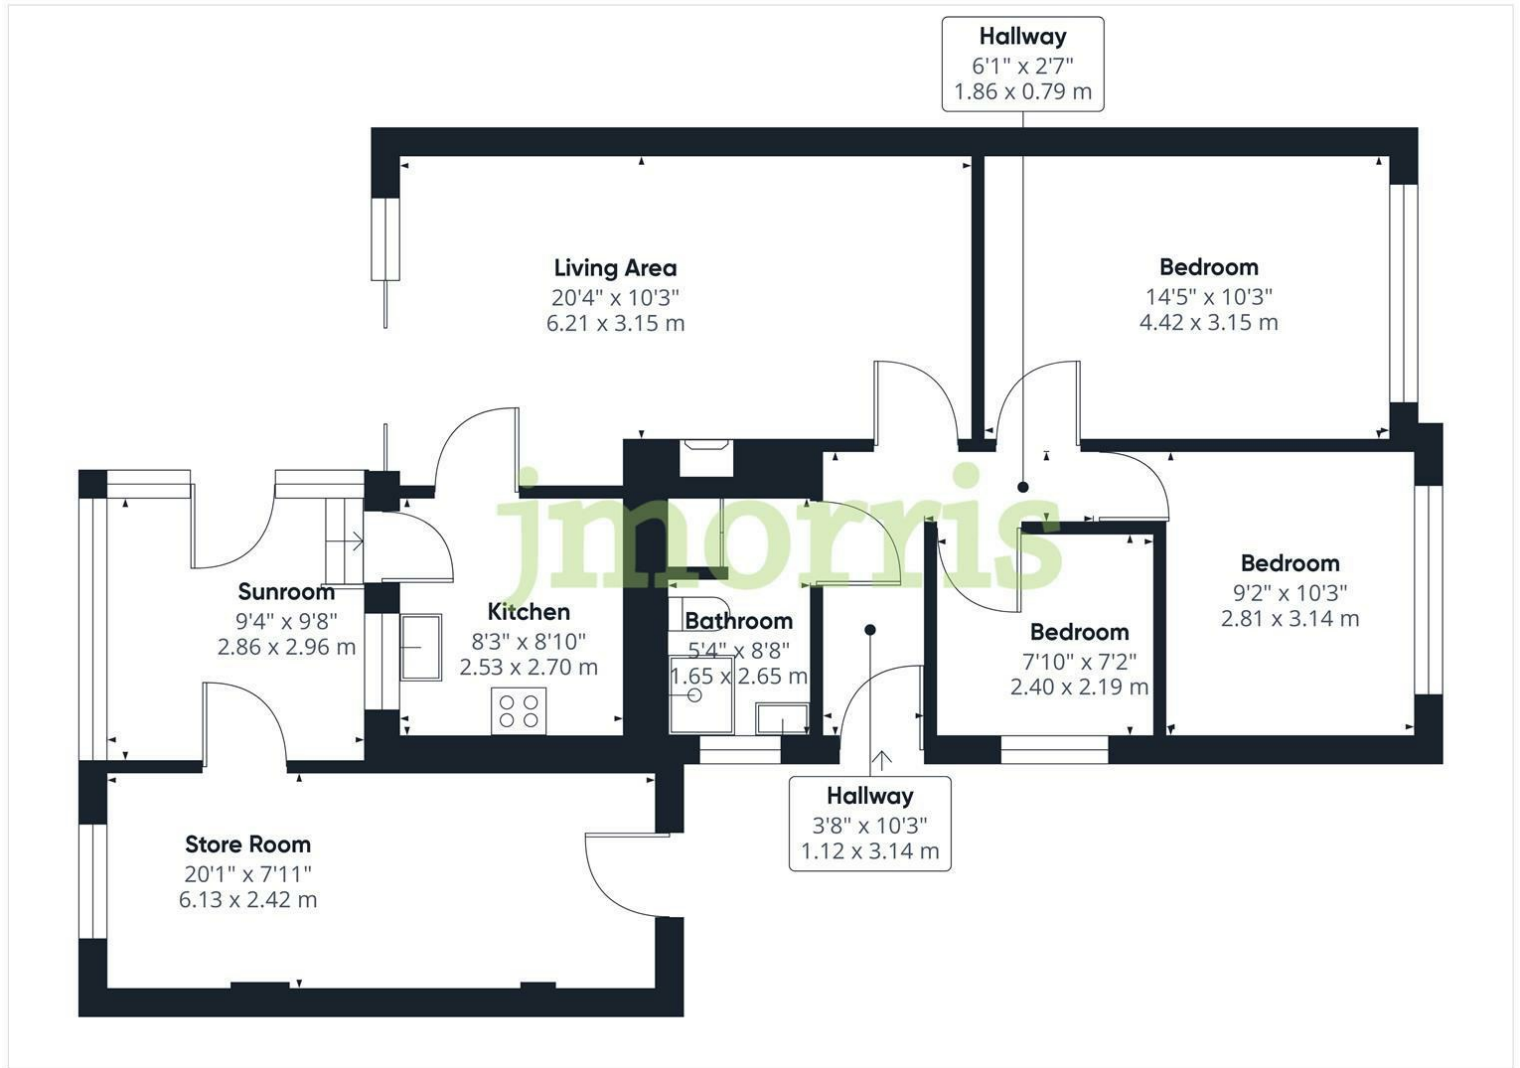 Hallway
6'1" x 2'7"
1.86 x 0.79 m
Living Area
20'4" x 10'3"
6.21 x 3.15 m
Bedroom
14'5" x 10'3"
4.42 x 3.15 m
jmorris
Sunroom
9'4" x 9'8"
2.86 x 2.96 m
Kitchen
8'3" x 8'10"
2.53 x 2.70 m
Bathroom
5'4" x 8'8"
1.65 x 2.65 m
Bedroom
7'10" x 7'2"
2.40 x 2.19 m
Bedroom
9'2" x 10'3"
2.81 x 3.14 m
Hallway
3'8" x 10'3"
1.12 x 3.14 m
Store Room
20'1" x 7'11"
6.13 x 2.42 m